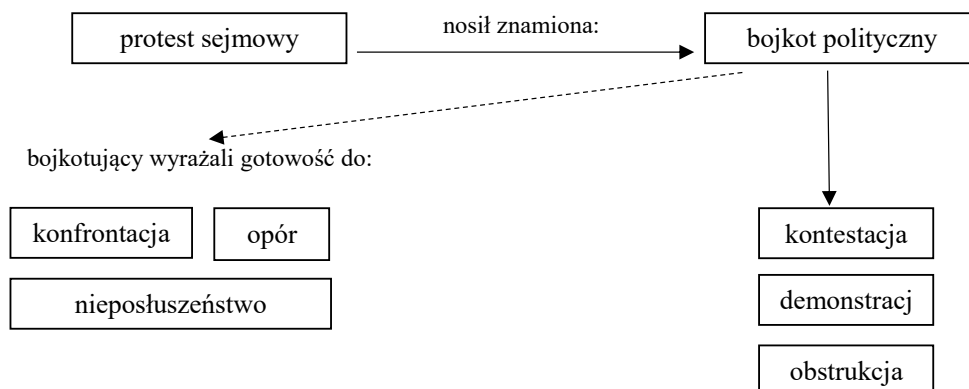 protest sejmowy
nosił znamiona:
bojkot polityczny
bojkotujący wyrażali gotowość do:
konfrontacja
opór
nieposłuszeństwo
kontestacja
demonstracj
obstrukcja